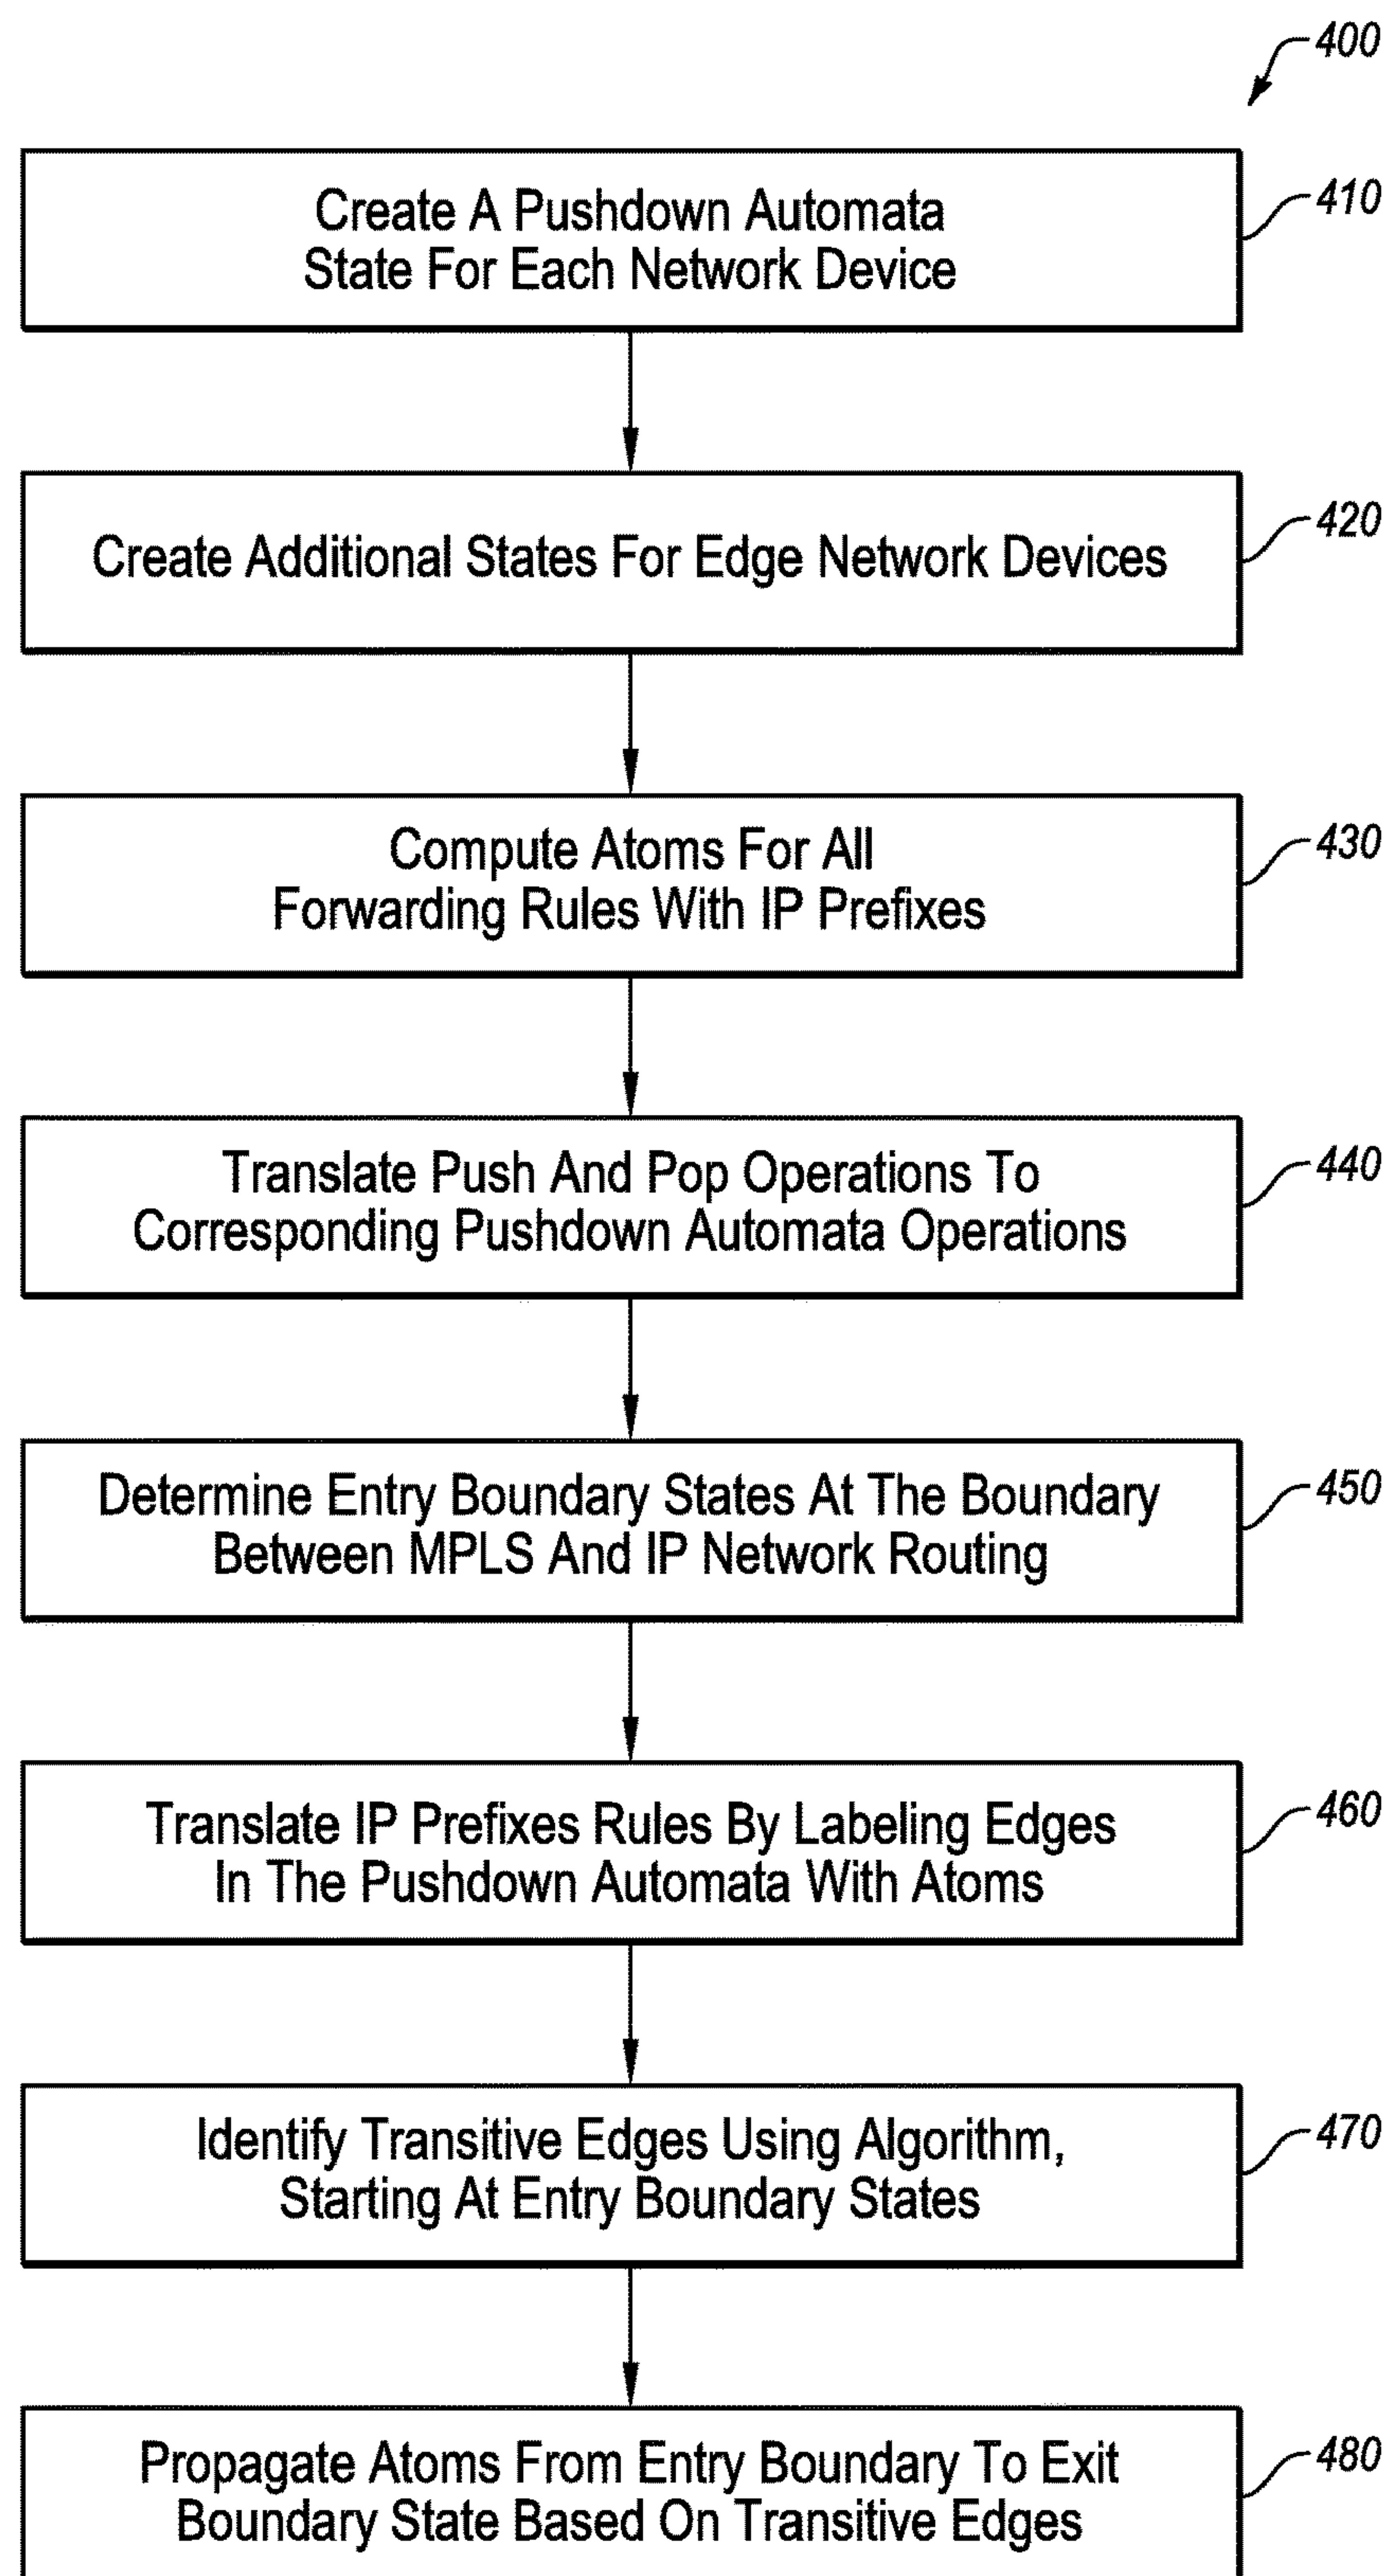 400
Create A Pushdown Automata
State For Each Network Device
410
Create Additional States For Edge Network Devices
420
Compute Atoms For All
Forwarding Rules With IP Prefixes
430
Translate Push And Pop Operations To
Corresponding Pushdown Automata Operations
440
Determine Entry Boundary States At The Boundary
Between MPLS And IP Network Routing
450
Translate IP Prefixes Rules By Labeling Edges
In The Pushdown Automata With Atoms
460
Identify Transitive Edges Using Algorithm,
Starting At Entry Boundary States
470
Propagate Atoms From Entry Boundary To Exit
Boundary State Based On Transitive Edges
480